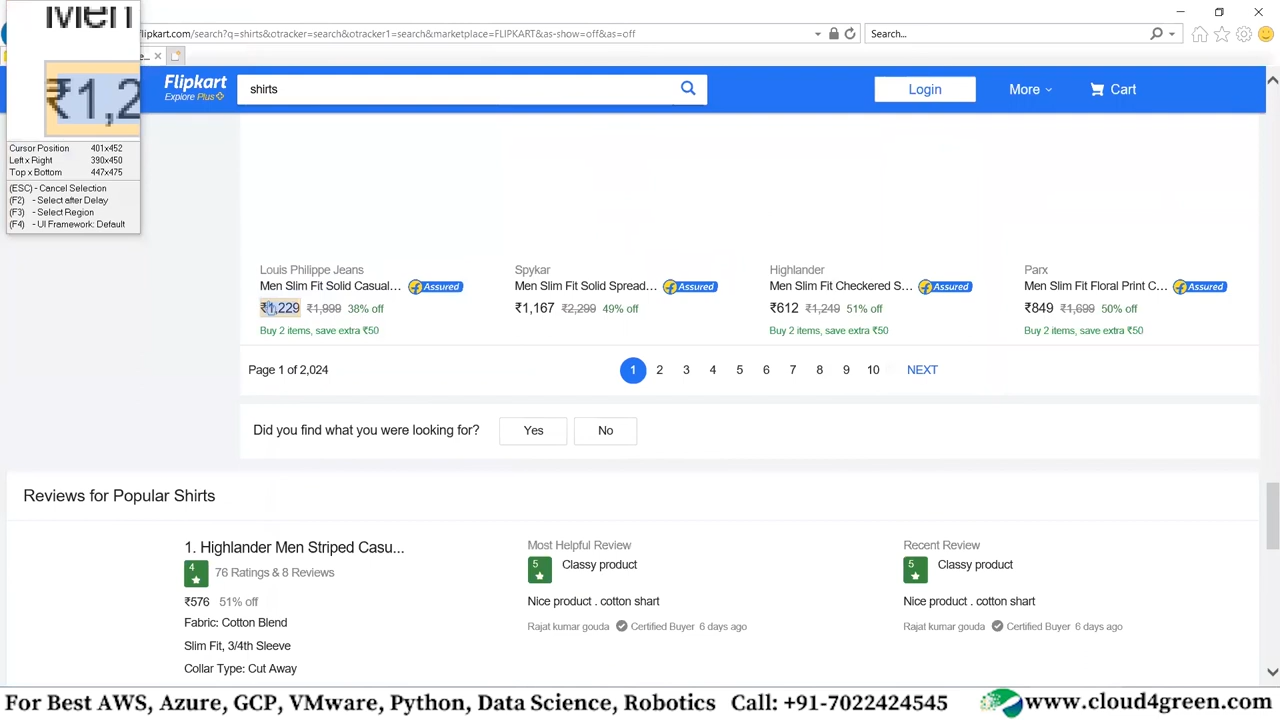 Men
₹1,2
Cursor Position 401x452
Left x Right 390x450
Top x Bottom 447x475
(ESC) - Cancel Selection
(F2) - Select after Delay
(F3) - Select Region
(F4) - UI Framework: Default
flipkart.com/search?q=shirts&otracker=search&otracker1=search&marketplace=FLIPKART&as-show=off&as=off
Search...
Flipkart
Explore Plus
shirts
Login
More
Cart
Louis Philippe Jeans
Men Slim Fit Solid Casual... Assured
₹1,229 ₹1,999 38% off
Buy 2 items, save extra ₹50
Spykar
Men Slim Fit Solid Spread... Assured
₹1,167 ₹2,299 49% off
Highlander
Men Slim Fit Checkered S... Assured
₹612 ₹1,249 51% off
Buy 2 items, save extra ₹50
Parx
Men Slim Fit Floral Print C... Assured
₹849 ₹1,699 50% off
Buy 2 items, save extra ₹50
Page 1 of 2,024
1 2 3 4 5 6 7 8 9 10 NEXT
Did you find what you were looking for? Yes No
Reviews for Popular Shirts
1. Highlander Men Striped Casu...
4 76 Ratings & 8 Reviews
₹576 51% off
Fabric: Cotton Blend
Slim Fit, 3/4th Sleeve
Collar Type: Cut Away
Most Helpful Review
5 Classy product
Nice product . cotton shart
Rajat kumar gouda Certified Buyer 6 days ago
Recent Review
5 Classy product
Nice product . cotton shart
Rajat kumar gouda Certified Buyer 6 days ago
For Best AWS, Azure, GCP, VMware, Python, Data Science, Robotics Call: +91-7022424545 www.cloud4green.com